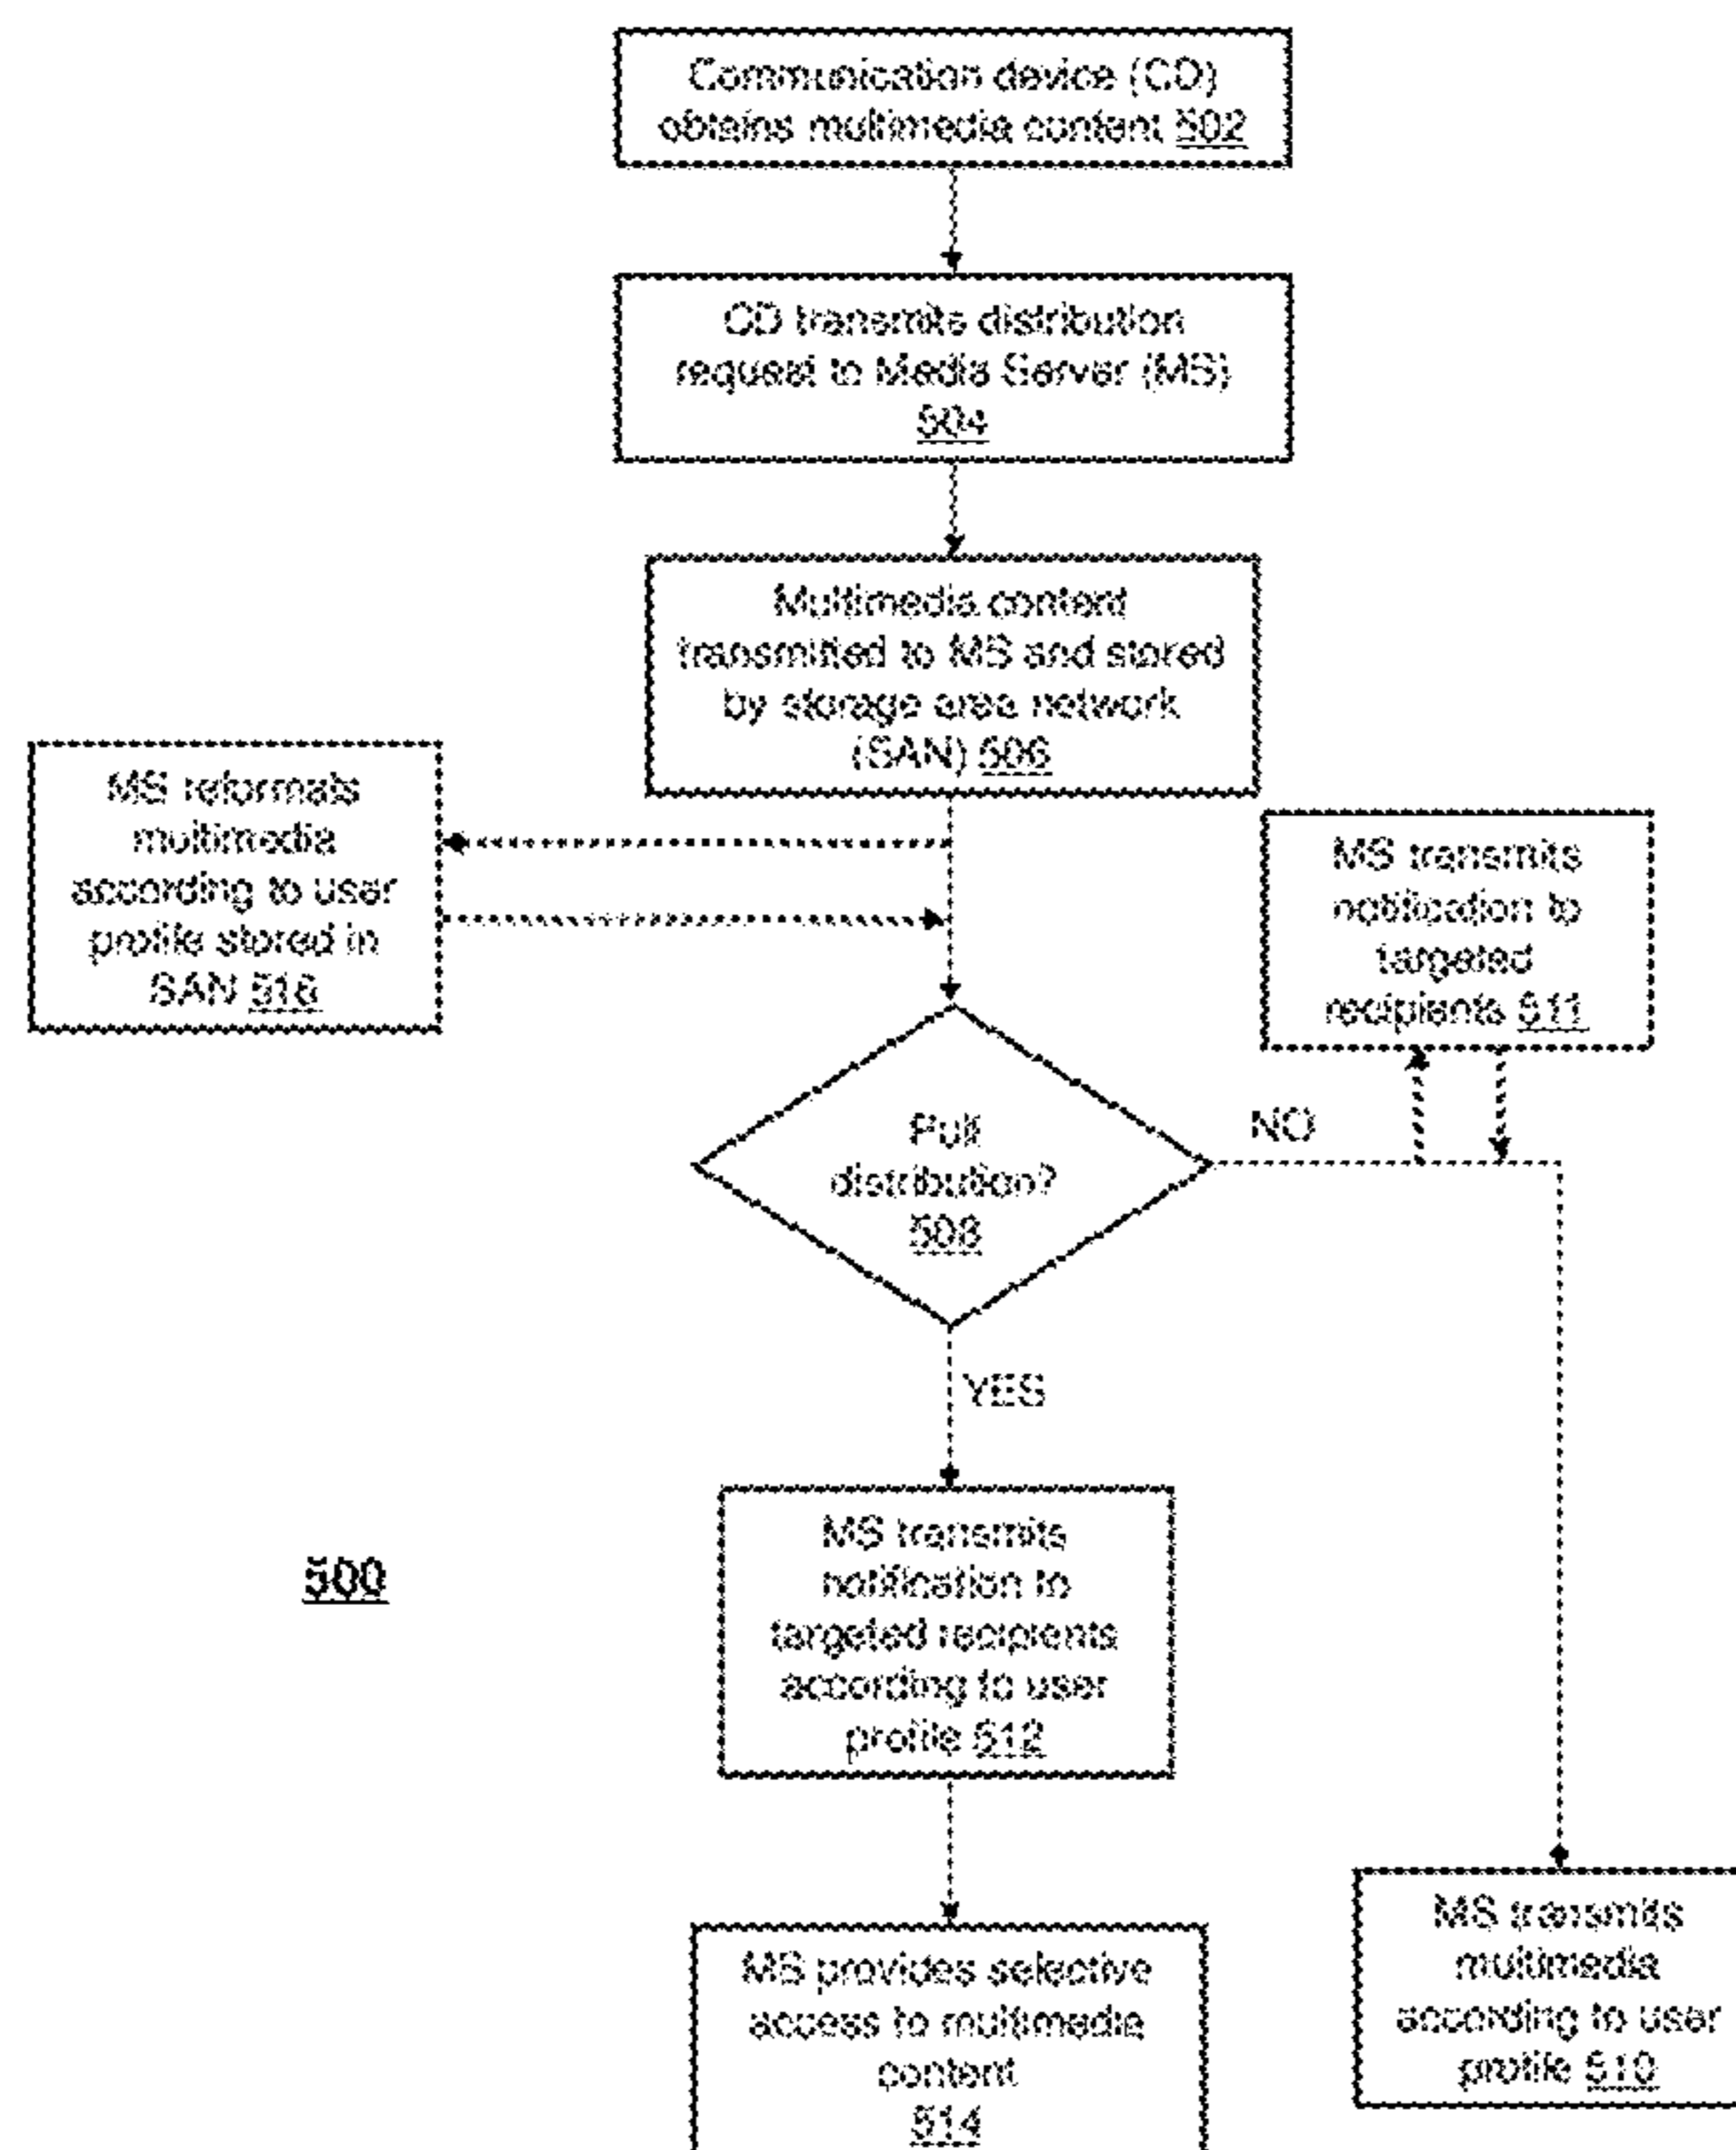 Communication device (CD)
obtains multimedia content 502
CD transmits distribution
request to Media Server (MS)
504
Multimedia content
transmitted to MS and stored
by storage area network
(SAN) 506
MS reformats
multimedia
according to user
profile stored in
SAN 516
MS transmits
notification to
targeted
recipients 511
Pull
distribution?
508
NO
YES
MS transmits
notification to
targeted recipients
according to user
profile 512
500
MS provides selective
access to multimedia
content
514
MS transmits
multimedia
according to user
profile 510